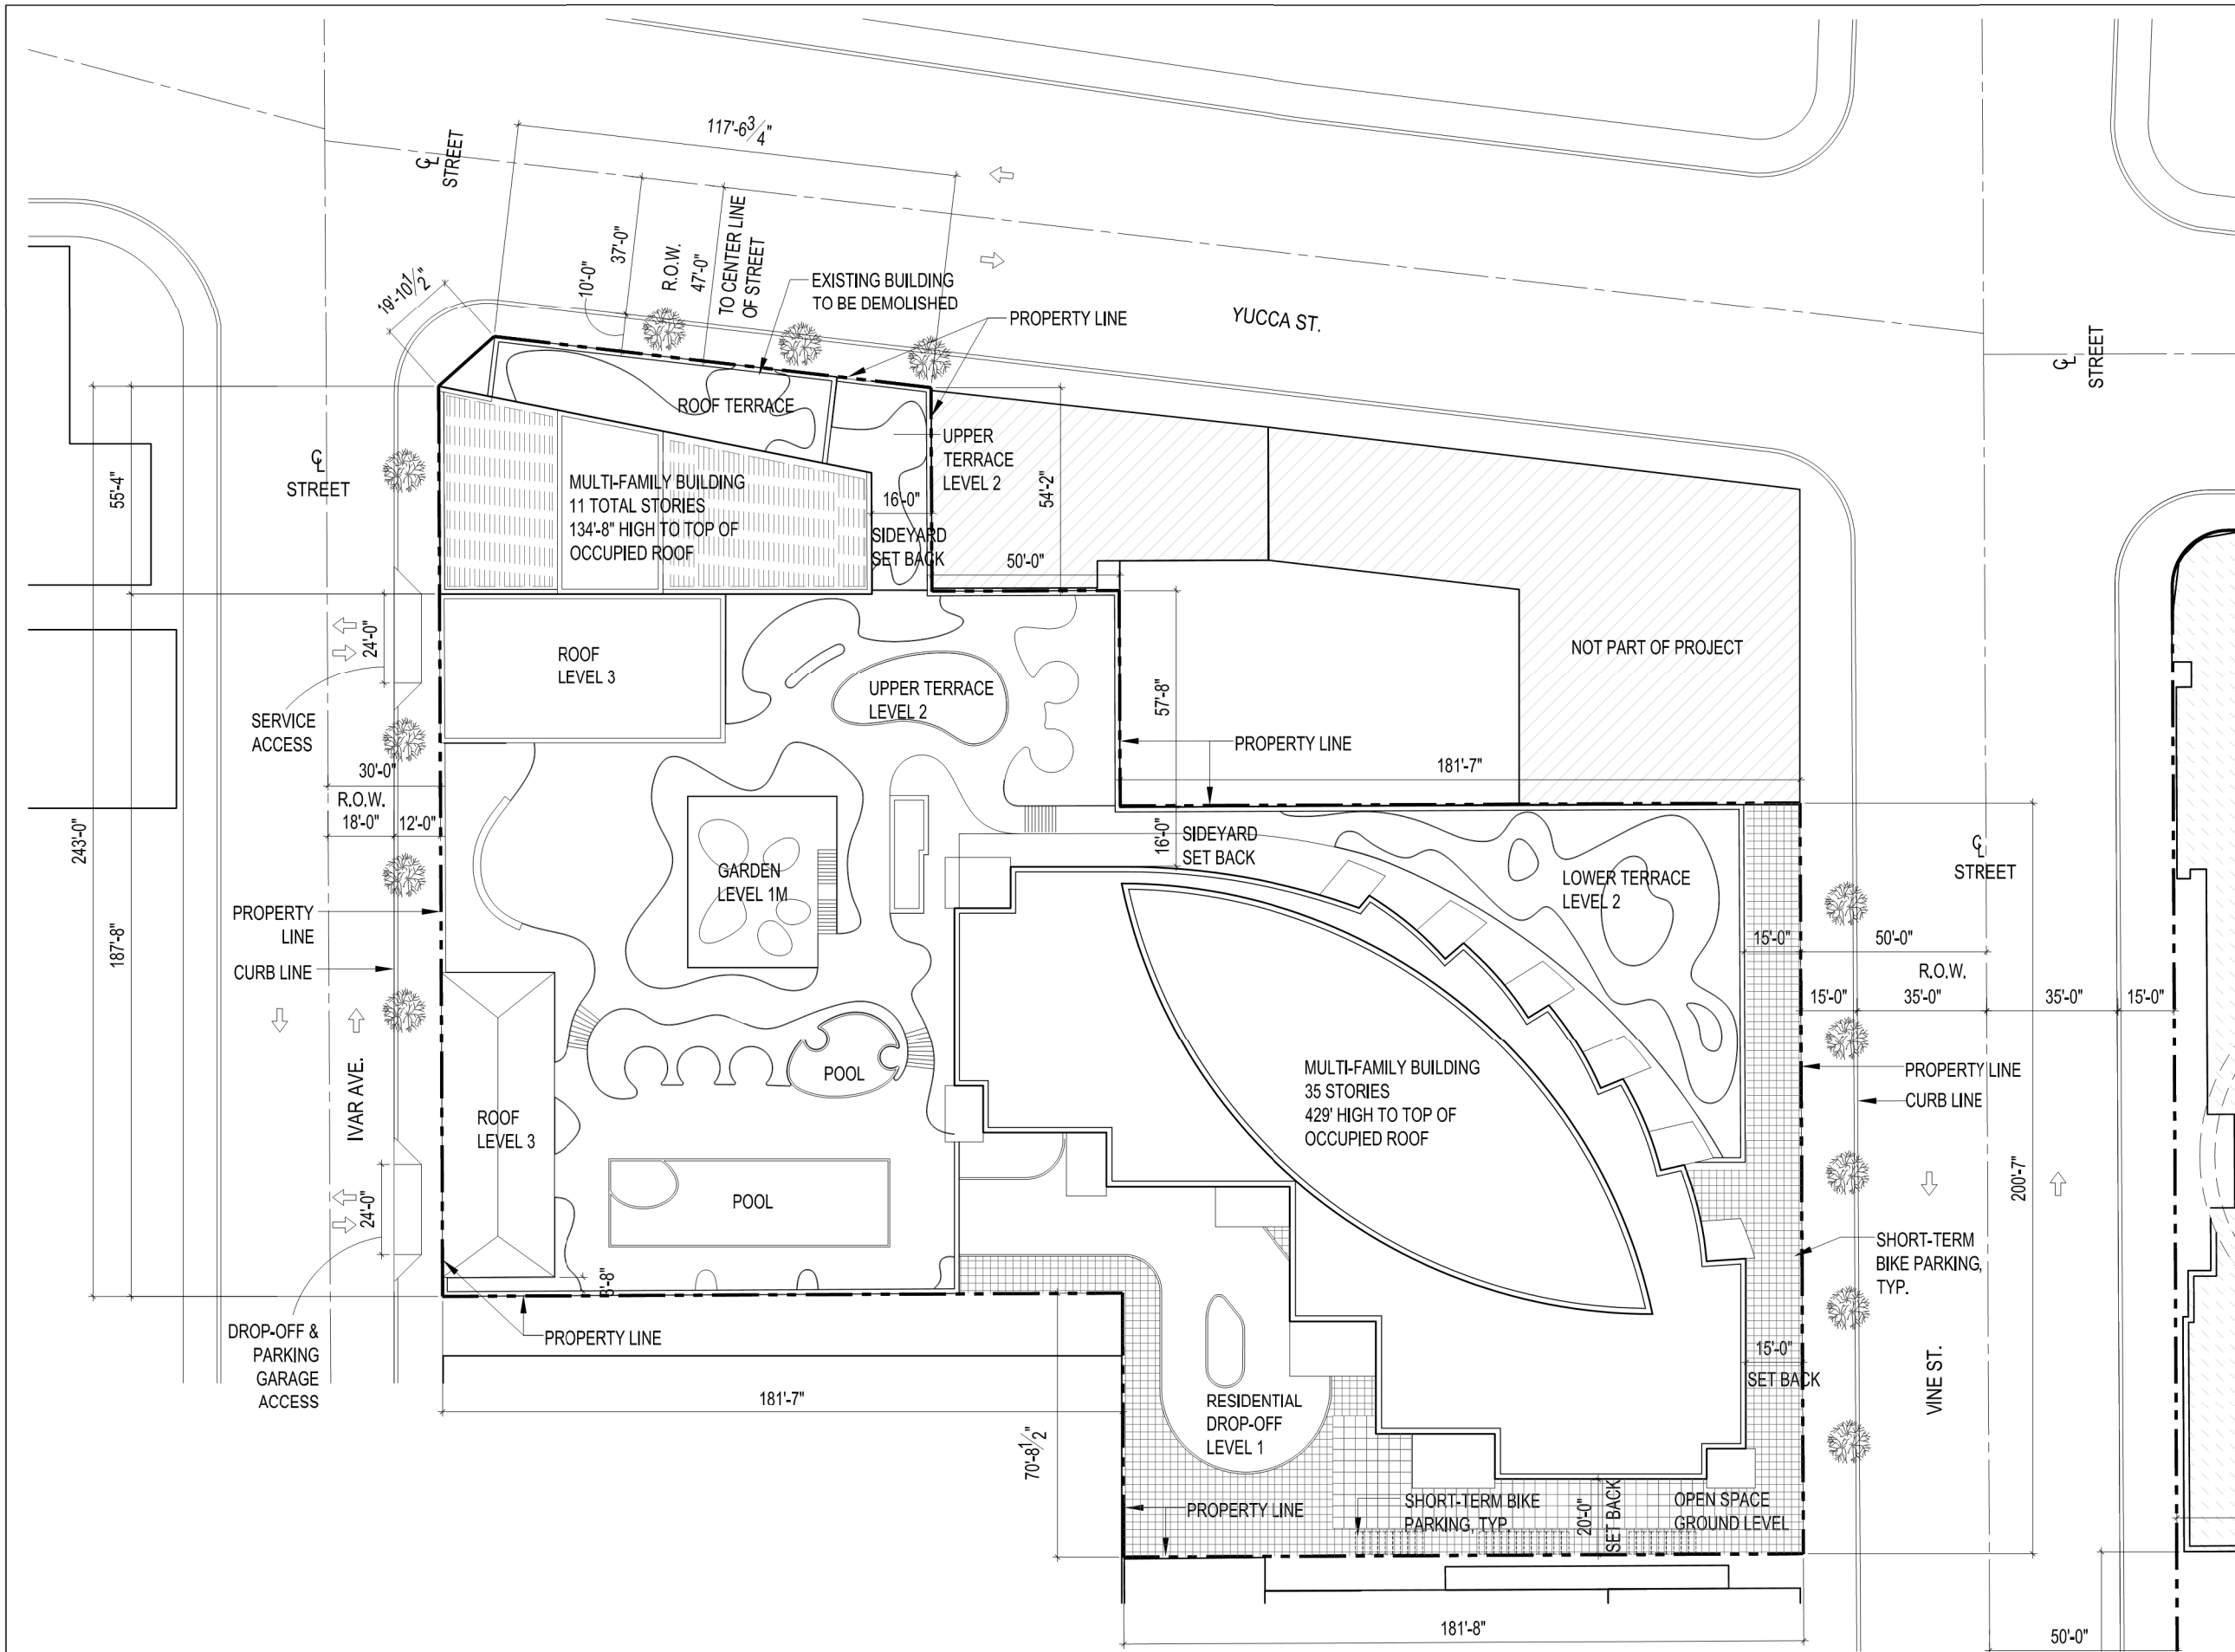 117'-6 3/4"
℄
STREET
19'-10 1/2"
10'-0"
37'-0"
R.O.W.
47'-0"
TO CENTER LINE
OF STREET
EXISTING BUILDING
TO BE DEMOLISHED
PROPERTY LINE
YUCCA ST.
℄
STREET
ROOF TERRACE
UPPER
TERRACE
LEVEL 2
54'-2"
℄
STREET
55'-4"
MULTI-FAMILY BUILDING
11 TOTAL STORIES
134'-8" HIGH TO TOP OF
OCCUPIED ROOF
16'-0"
SIDEYARD
SET BACK
50'-0"
24'-0"
ROOF
LEVEL 3
UPPER TERRACE
LEVEL 2
57'-8"
NOT PART OF PROJECT
SERVICE
ACCESS
PROPERTY LINE
181'-7"
30'-0"
R.O.W.
18'-0"
12'-0"
243'-0"
187'-8"
16'-0"
SIDEYARD
SET BACK
GARDEN
LEVEL 1M
LOWER TERRACE
LEVEL 2
℄
STREET
PROPERTY
LINE
CURB LINE
15'-0"
50'-0"
R.O.W.
15'-0"
35'-0"
35'-0"
15'-0"
IVAR AVE.
POOL
MULTI-FAMILY BUILDING
35 STORIES
429' HIGH TO TOP OF
OCCUPIED ROOF
PROPERTY LINE
CURB LINE
ROOF
LEVEL 3
POOL
24'-0"
200'-7"
SHORT-TERM
BIKE PARKING,
TYP.
DROP-OFF &
PARKING
GARAGE
ACCESS
PROPERTY LINE
15'-0"
SET BACK
VINE ST.
181'-7"
70'-8 1/2"
RESIDENTIAL
DROP-OFF
LEVEL 1
PROPERTY LINE
SHORT-TERM BIKE
PARKING, TYP.
20'-0"
SET BACK
OPEN SPACE
GROUND LEVEL
181'-8"
50'-0"